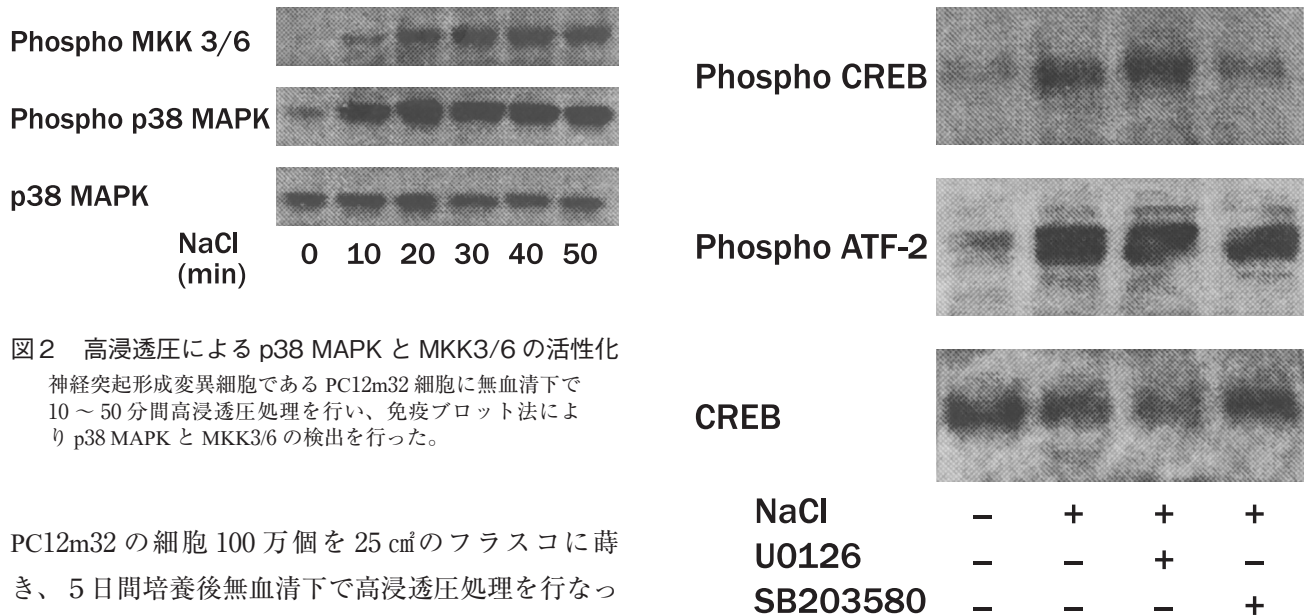 Phospho MKK 3/6
Phospho p38 MAPK
p38 MAPK
NaCl
(min)
0 10 20 30 40 50
図2 高浸透圧による p38 MAPK と MKK3/6 の活性化
神経突起形成変異細胞である PC12m32 細胞に無血清下で
10 ～ 50 分間高浸透圧処理を行い、免疫ブロット法によ
り p38 MAPK と MKK3/6 の検出を行った。
PC12m32 の細胞 100 万個を 25 ㎠のフラスコに蒔
き、5日間培養後無血清下で高浸透圧処理を行なっ
Phospho CREB
Phospho ATF-2
CREB
NaCl – + + +
U0126 – – + –
SB203580 – – – +